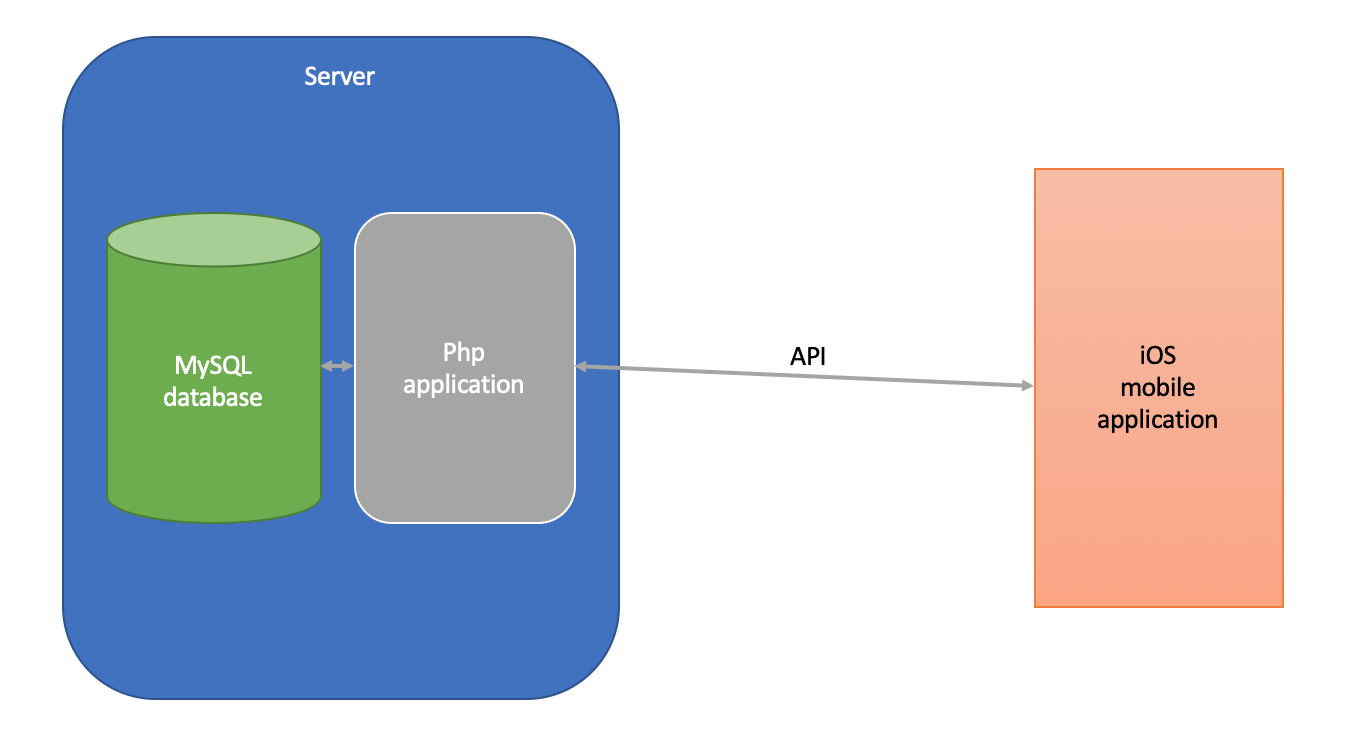 Server
MySQL
database
Php
application
API
iOS
mobile
application